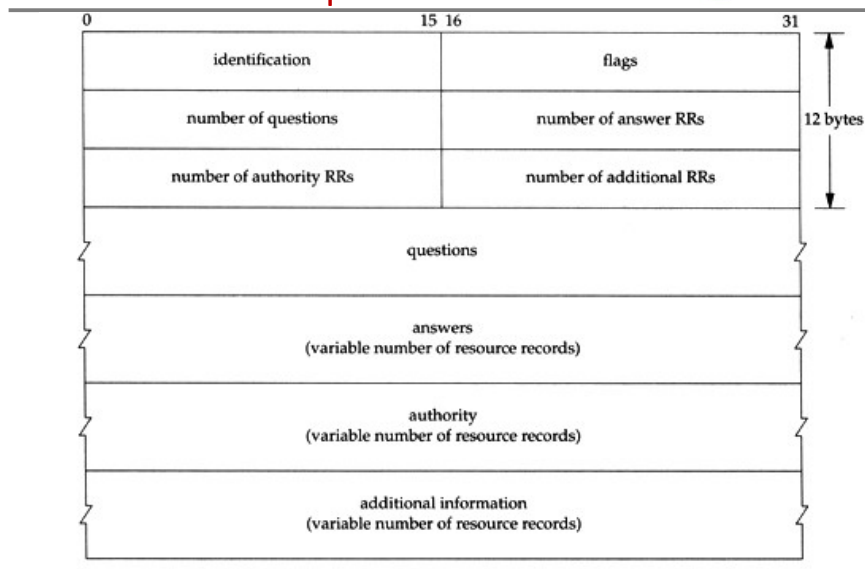 0 15 16 31
identification flags
number of questions number of answer RRs 12 bytes
number of authority RRs number of additional RRs
questions
answers
(variable number of resource records)
authority
(variable number of resource records)
additional information
(variable number of resource records)